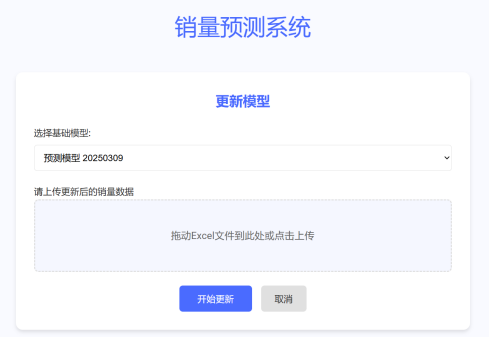 销量预测系统
更新模型
选择基础模型:
预测模型 20250309
请上传更新后的销量数据
拖动Excel文件到此处或点击上传
开始更新 取消